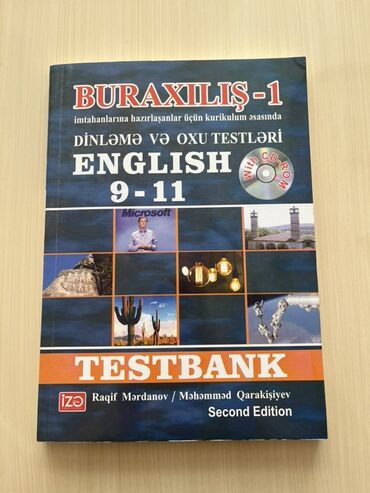 BURAXILIŞ-1
imtahanlarına hazırlaşanlar üçün kurikulum əsasında
DİNLƏMƏ VƏ OXU TESTLƏRİ
ENGLISH
With CD-ROM
9-11
Microsoft
TESTBANK
İZƏ
Raqif Mərdanov / Məhəmməd Qarakişiyev
Second Edition